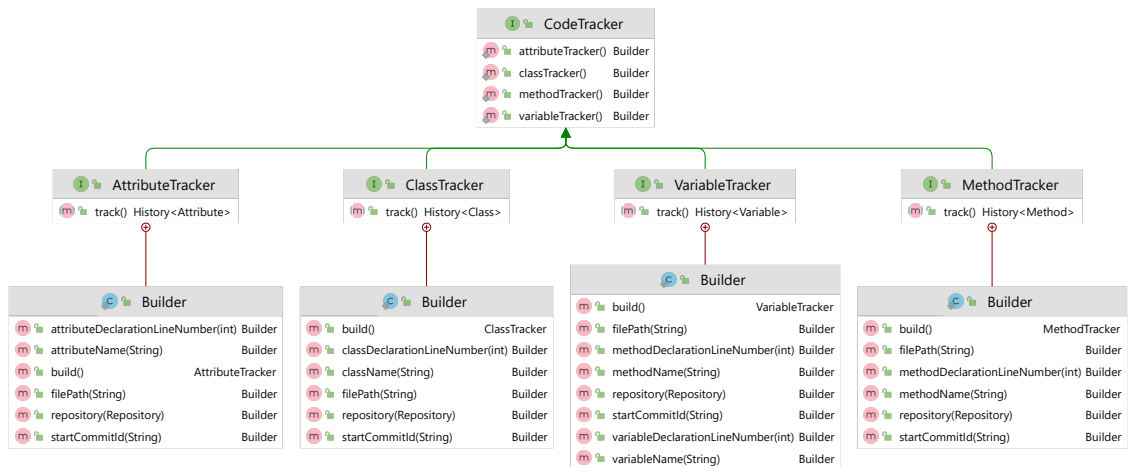 CodeTracker
attributeTracker() Builder
classTracker() Builder
methodTracker() Builder
variableTracker() Builder
AttributeTracker
track() History<Attribute>
ClassTracker
track() History<Class>
VariableTracker
track() History<Variable>
MethodTracker
track() History<Method>
Builder
attributeDeclarationLineNumber(int) Builder
attributeName(String) Builder
build() AttributeTracker
filePath(String) Builder
repository(Repository) Builder
startCommitId(String) Builder
Builder
build() ClassTracker
classDeclarationLineNumber(int) Builder
className(String) Builder
filePath(String) Builder
repository(Repository) Builder
startCommitId(String) Builder
Builder
build() VariableTracker
filePath(String) Builder
methodDeclarationLineNumber(int) Builder
methodName(String) Builder
repository(Repository) Builder
startCommitId(String) Builder
variableDeclarationLineNumber(int) Builder
variableName(String) Builder
Builder
build() MethodTracker
filePath(String) Builder
methodDeclarationLineNumber(int) Builder
methodName(String) Builder
repository(Repository) Builder
startCommitId(String) Builder